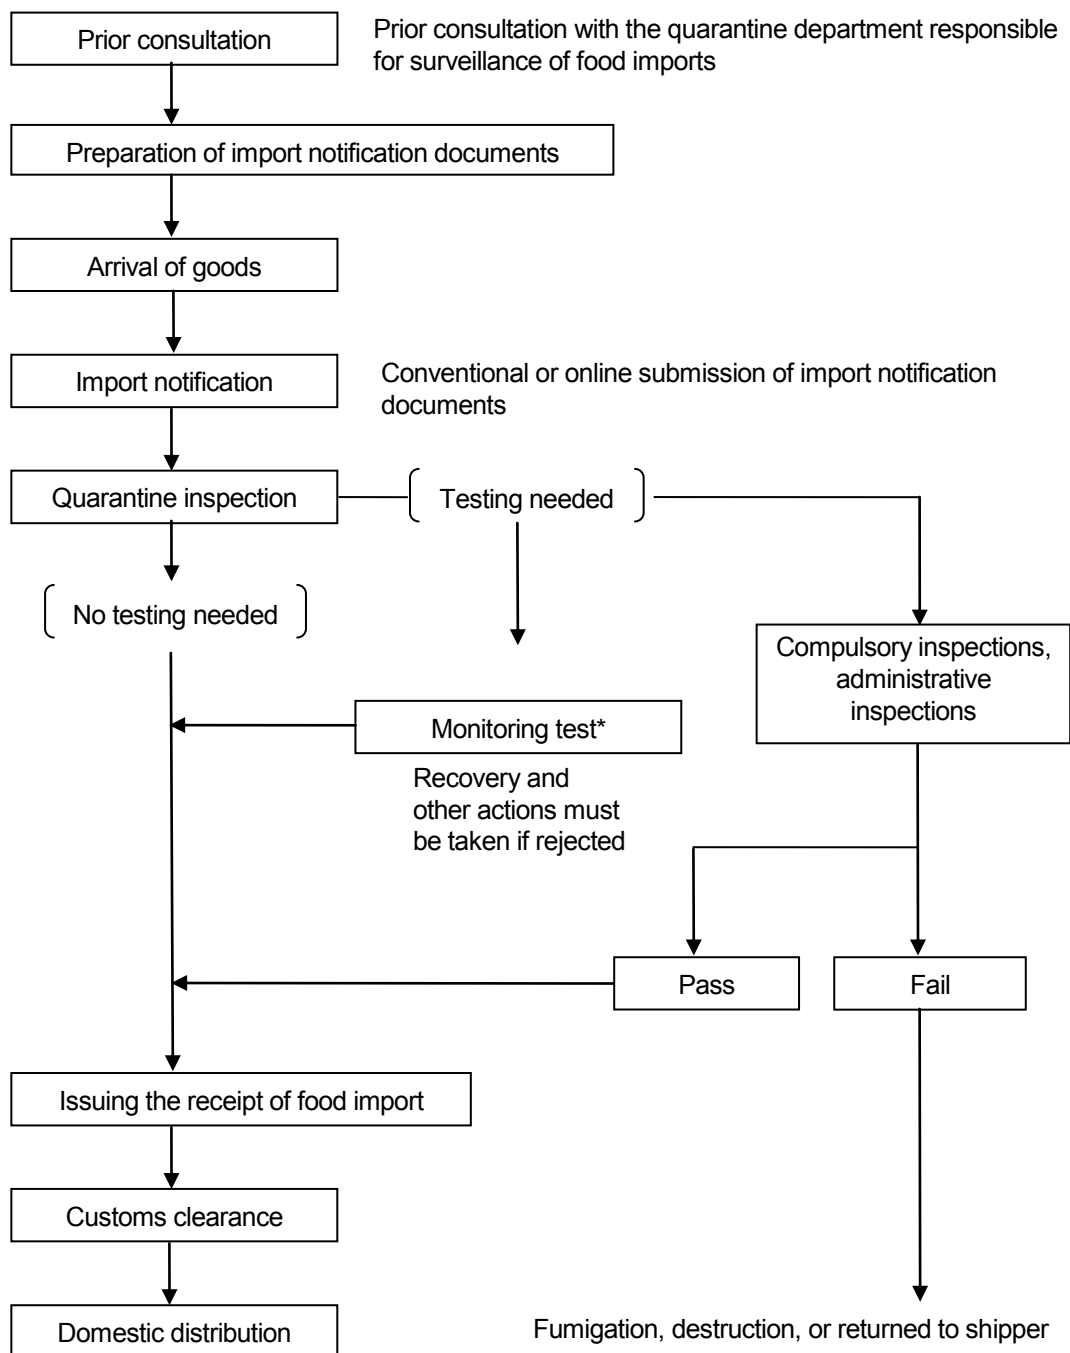 Prior consultation
Prior consultation with the quarantine department responsible
for surveillance of food imports
Preparation of import notification documents
Arrival of goods
Import notification
Conventional or online submission of import notification
documents
Quarantine inspection
Testing needed
No testing needed
Compulsory inspections,
administrative
inspections
Monitoring test*
Recovery and
other actions must
be taken if rejected
Pass
Fail
Issuing the receipt of food import
Customs clearance
Domestic distribution
Fumigation, destruction, or returned to shipper